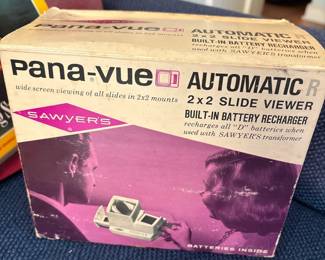 AUTOMATIC R
2x2 SLIDE VIEWER
BUILT-IN BATTERY RECHARGER
pana-vue
AUTOMATIC R
wide screen viewing of all slides in 2x2 mounts
2x2 SLIDE VIEWER
BUILT-IN BATTERY RECHARGER
recharges all "D" batteries when
used with SAWYER'S transformer
SAWYER'S
BATTERIES INSIDE